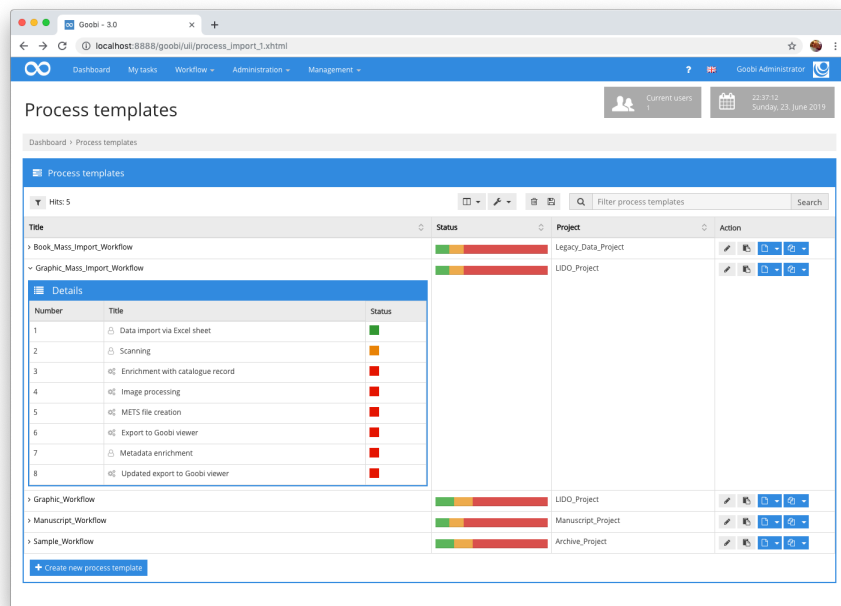 Goobi - 3.0
localhost:8888/goobi/uii/process_import_1.xhtml
Dashboard My tasks Workflow Administration Management ? Goobi Administrator
Process templates
Current users
1
22:37:12
Sunday, 23. June 2019
Dashboard > Process templates
Process templates
Hits: 5 Filter process templates Search
Title Status Project Action
Book_Mass_Import_Workflow Legacy_Data_Project
Graphic_Mass_Import_Workflow LIDO_Project
Details
Number Title Status
1 Data import via Excel sheet
2 Scanning
3 Enrichment with catalogue record
4 Image processing
5 METS file creation
6 Export to Goobi viewer
7 Metadata enrichment
8 Updated export to Goobi viewer
Graphic_Workflow LIDO_Project
Manuscript_Workflow Manuscript_Project
Sample_Workflow Archive_Project
Create new process template